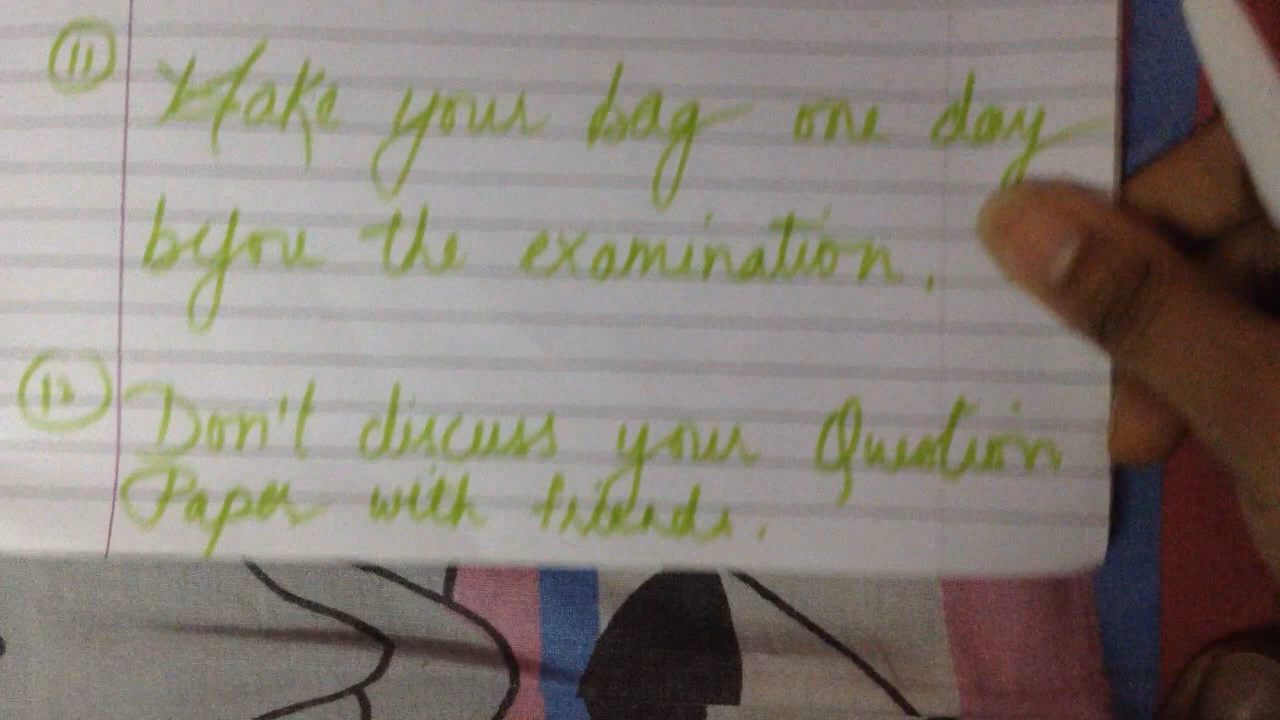 11 Make your bag one day
before the examination.
12 Don't discuss your Question
Paper with friends.